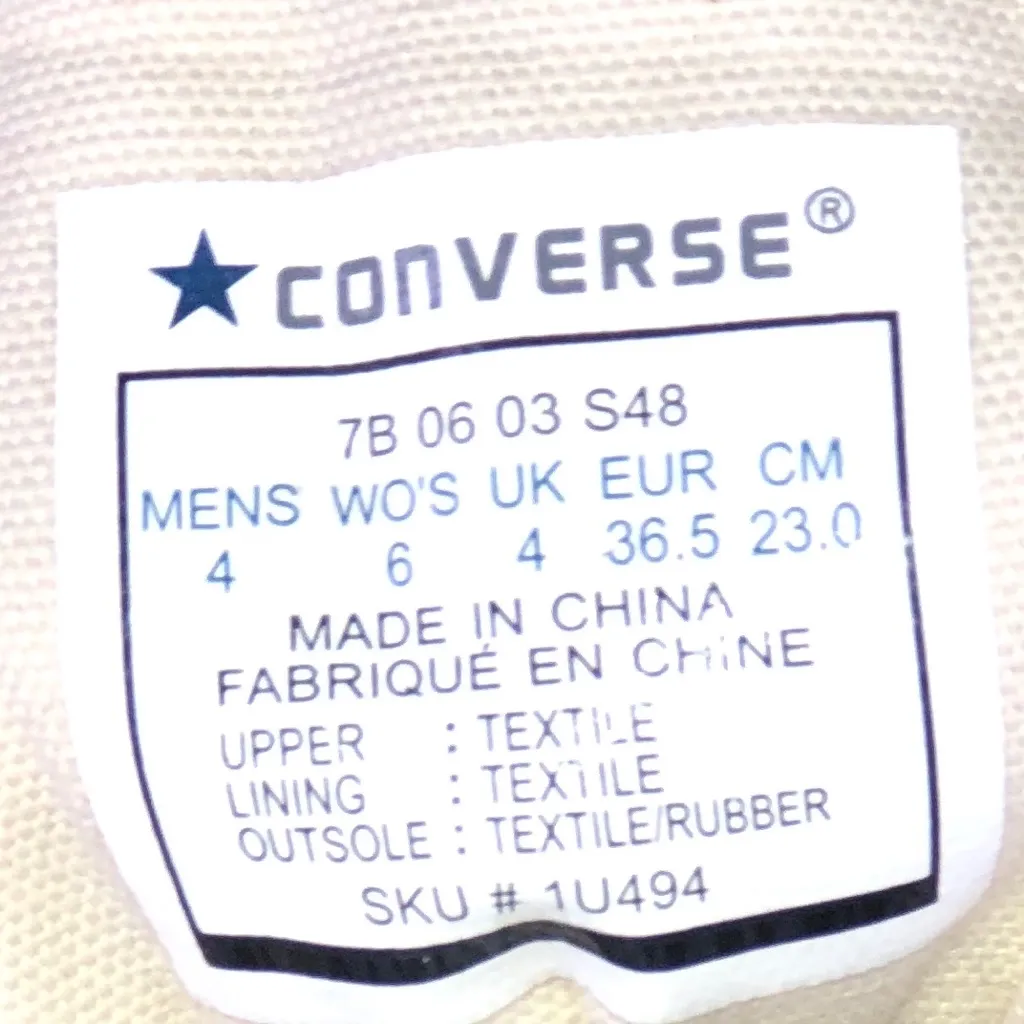 CONVERSE®
7B 06 03 S48
MENS WO'S UK EUR CM
4 6 4 36.5 23.0
MADE IN CHINA
FABRIQUÉ EN CHINE
UPPER : TEXTILE
LINING : TEXTILE
OUTSOLE : TEXTILE/RUBBER
SKU # 1U494